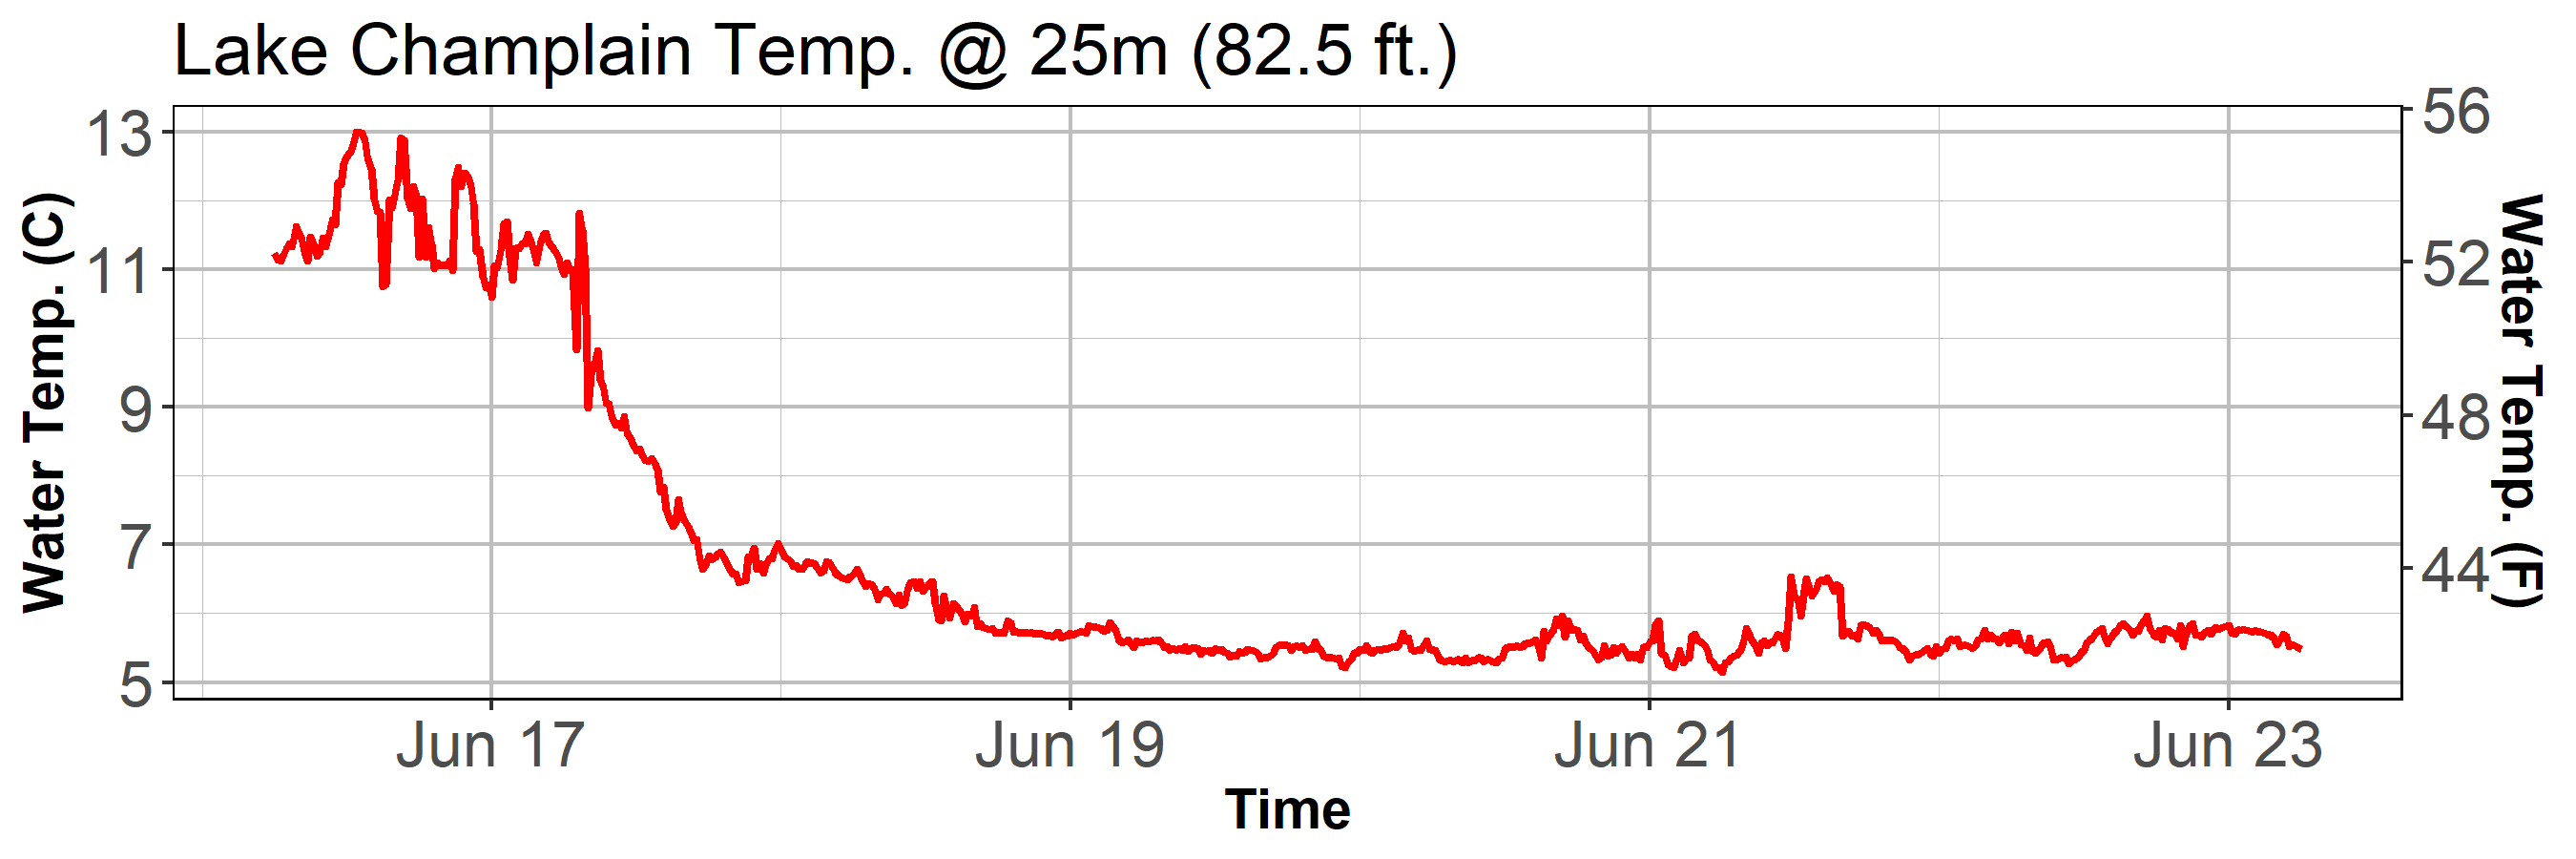 Lake Champlain Temp. @ 25m (82.5 ft.)
Water Temp. (C)
13
11
9
7
5
56
52
48
44
Water Temp. (F)
Jun 17
Jun 19
Jun 21
Jun 23
Time